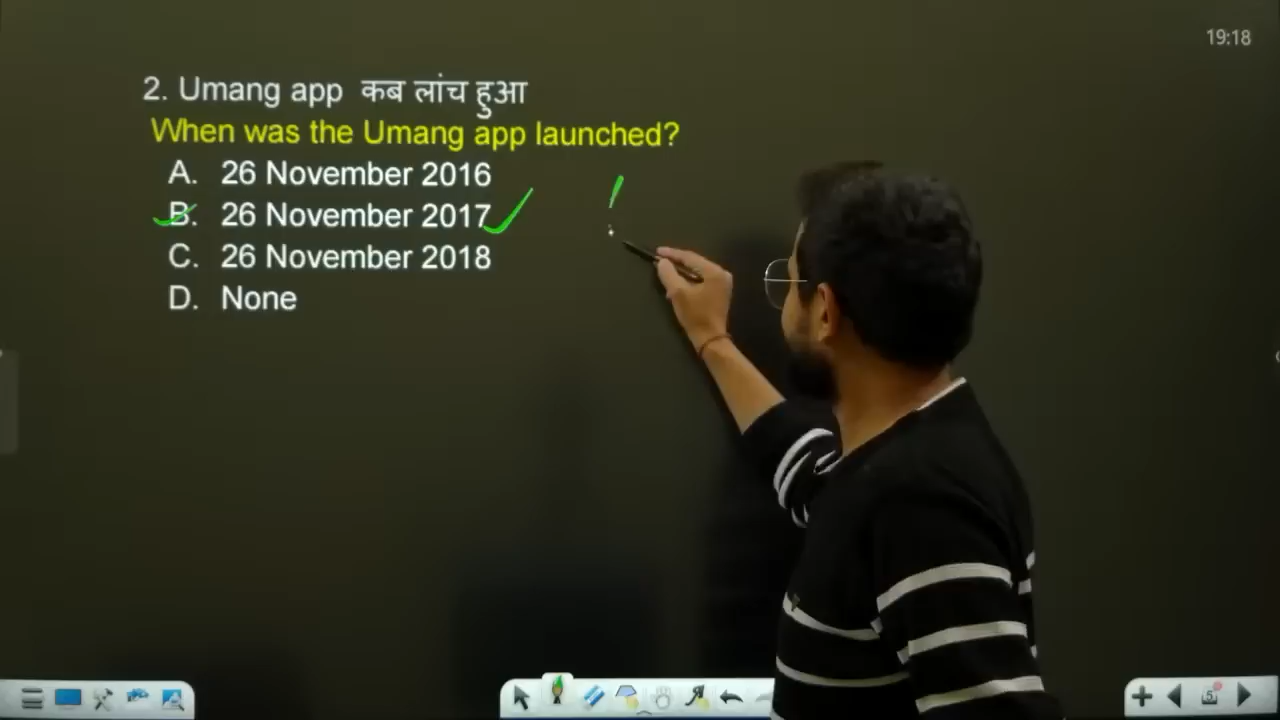 19:18
2. Umang app कब लांच हुआ
When was the Umang app launched?
A. 26 November 2016
B. 26 November 2017
C. 26 November 2018
D. None